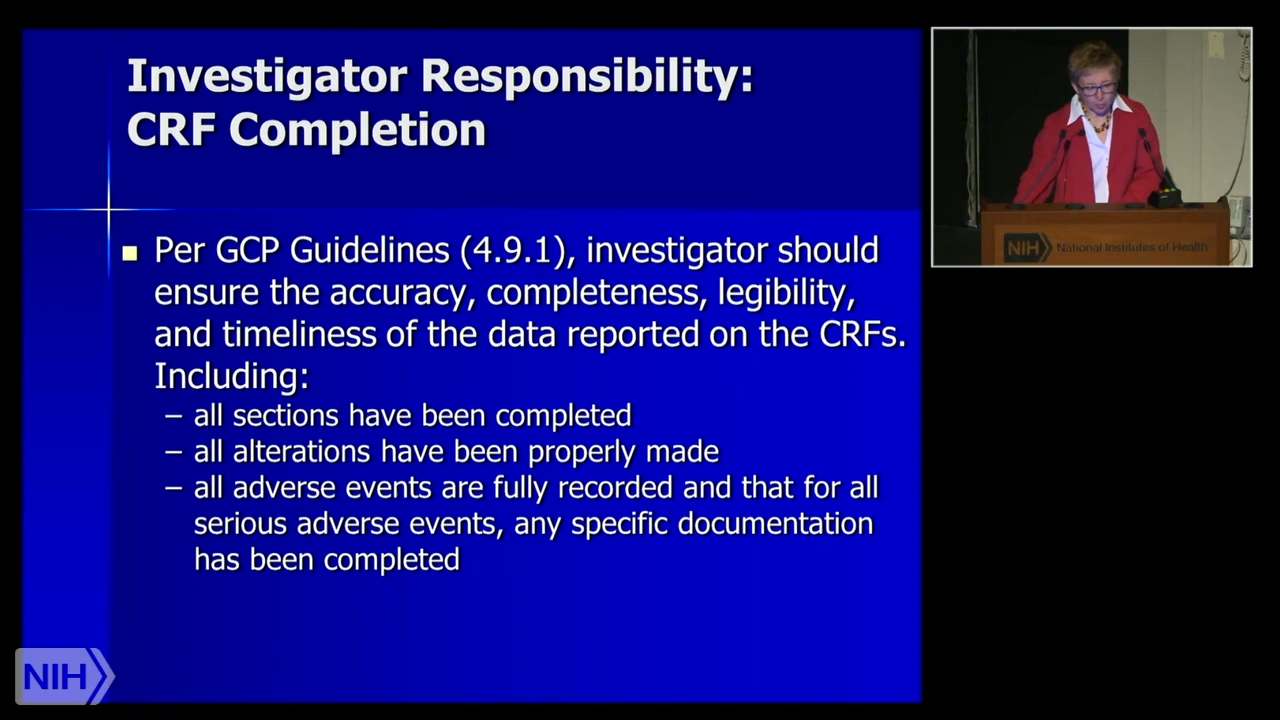 Investigator Responsibility:
CRF Completion
Per GCP Guidelines (4.9.1), investigator should
ensure the accuracy, completeness, legibility,
and timeliness of the data reported on the CRFs.
Including:
– all sections have been completed
– all alterations have been properly made
– all adverse events are fully recorded and that for all
serious adverse events, any specific documentation
has been completed
NIH National Institutes of Health
NIH